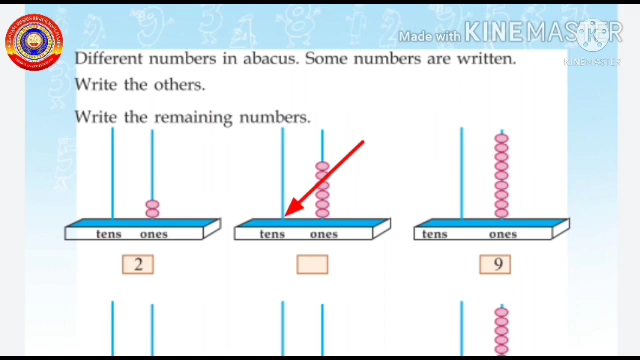 Made with KINEMASTER
KINEMASTER
Different numbers in abacus. Some numbers are written.
Write the others.
Write the remaining numbers.
tens ones tens ones tens ones
2 9